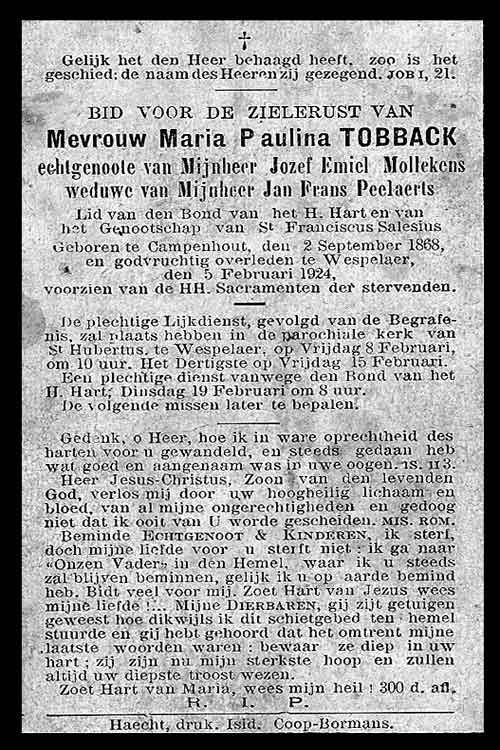 Gelijk het den Heer behaagd heeft, zoo is het
geschied: de naam des Heeren zij gezegend. JOB I, 21.
BID VOOR DE ZIELERUST VAN
Mevrouw Maria Paulina TOBBACK
echtgenoote van Mijnheer Jozef Emiel Mollekens
weduwe van Mijnheer Jan Frans Peelaerts
Lid van den Bond van het H. Hart en van
het Genootschap van St Franciscus Salesius
Geboren te Campenhout, den 2 September 1868,
en godvruchtig overleden te Wespelaer,
den 5 Februari 1924,
voorzien van de HH. Sacramenten der stervenden.
De plechtige Lijkdienst, gevolgd van de Begrafe-
nis, zal plaats hebben in de parochiale kerk van
St Hubertus, te Wespelaer, op Vrijdag 8 Februari,
om 10 uur. Het Dertigste op Vrijdag 15 Februari.
Een plechtige dienst vanwege den Bond van het
H. Hart; Dinsdag 19 Februari om 8 uur.
De volgende missen later te bepalen.
Gedenk, o Heer, hoe ik in ware oprechtheid des
harten voor u gewandeld, en steeds gedaan heb
wat goed en aangenaam was in uwe oogen. IS. II 3.
Heer Jesus-Christus, Zoon van den levenden
God, verlos mij door uw hoogheilig lichaam en
bloed, van al mijne ongerechtigheden en gedoog
niet dat ik ooit van U worde gescheiden. MIS. ROM.
Beminde ECHTGENOOT & KINDEREN, ik sterf,
doch mijne liefde voor u sterft niet : ik ga naar
"Onzen Vader" in den Hemel, waar ik u steeds
zal blijven beminnen, gelijk ik u op aarde bemind
heb. Bidt veel voor mij. Zoet Hart van Jezus wees
mijne liefde !... Mijne DIERBAREN, gij zijt getuigen
geweest hoe dikwijls ik dit schietgebed ten hemel
stuurde en gij hebt gehoord dat het omtrent mijne
laatste woorden waren : bewaar ze diep in uw
hart ; zij zijn nu mijn sterkste hoop en zullen
altijd uw diepste troost wezen.
Zoet Hart van Maria, wees mijn heil ! 300 d. afl.
R. I. P.
Haecht, druk. Isid. Coop-Bormans.